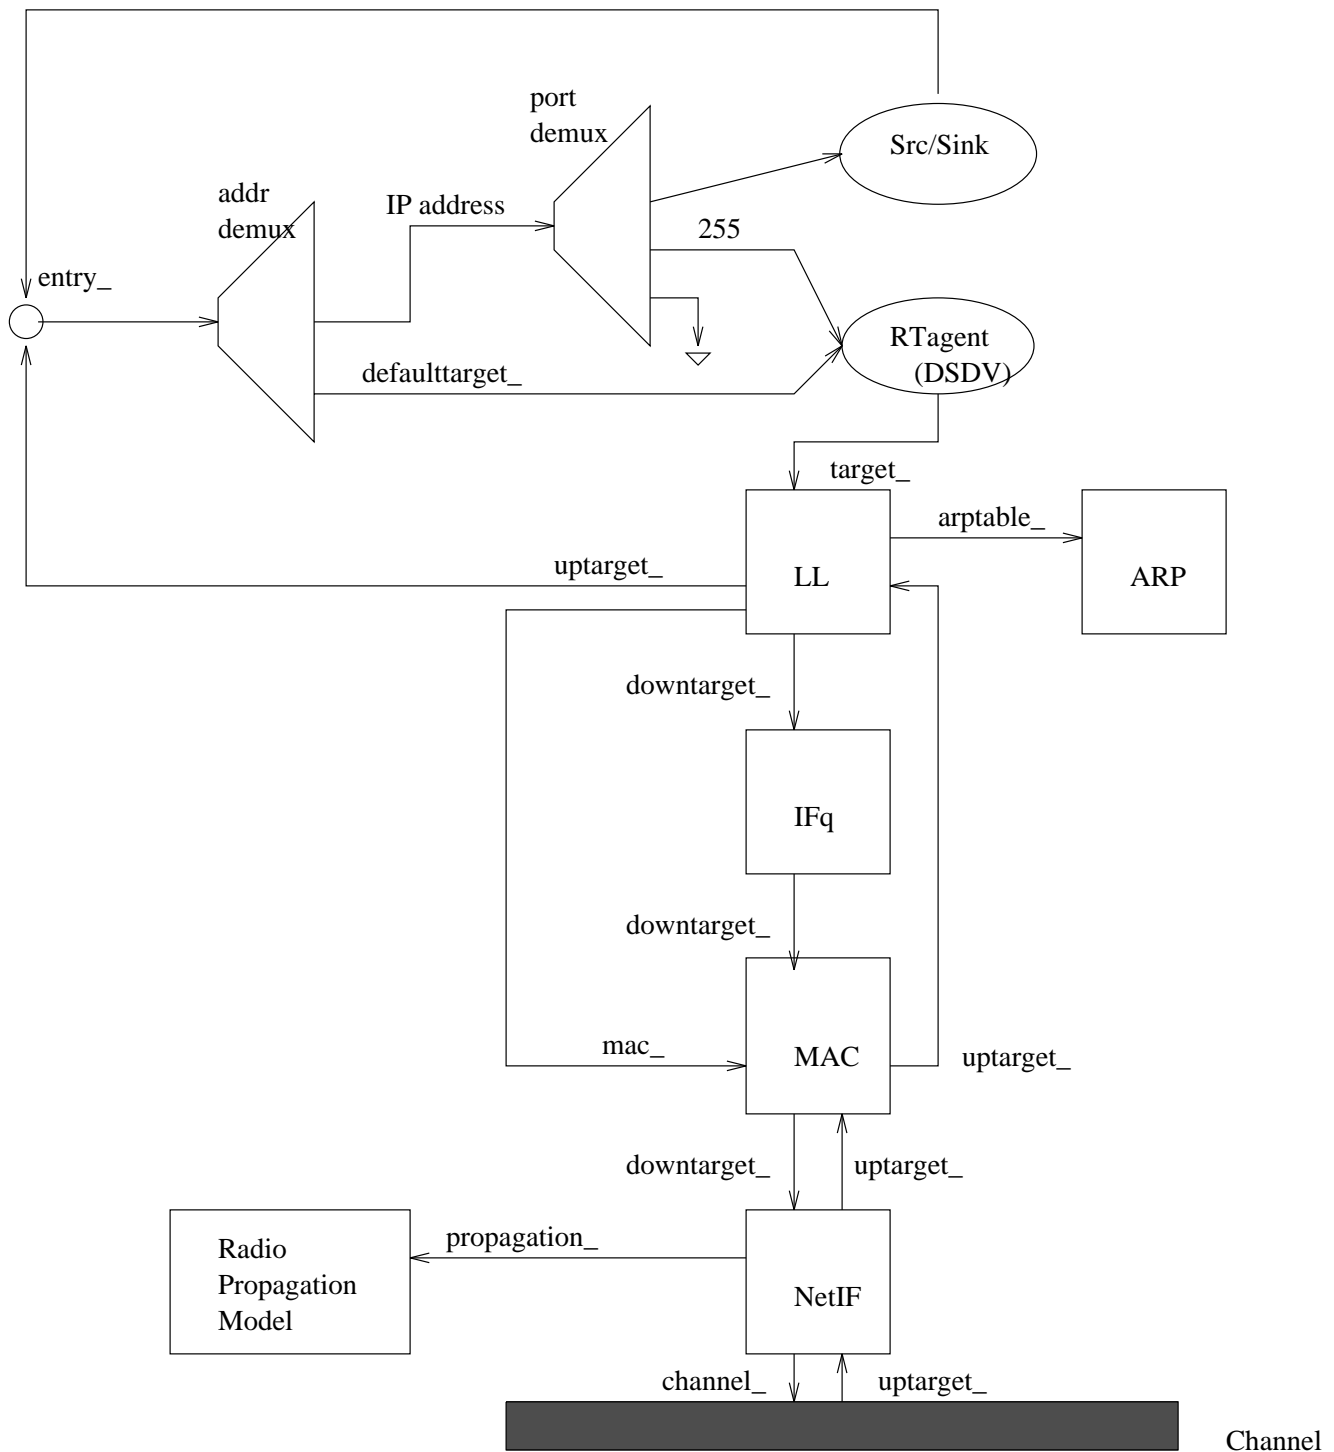 port
demux
Src/Sink
addr
demux
IP address
255
entry_
RTagent
(DSDV)
defaulttarget_
target_
arptable_
uptarget_
LL
ARP
downtarget_
IFq
downtarget_
mac_
MAC
uptarget_
downtarget_
uptarget_
Radio
Propagation
Model
propagation_
NetIF
channel_
uptarget_
Channel